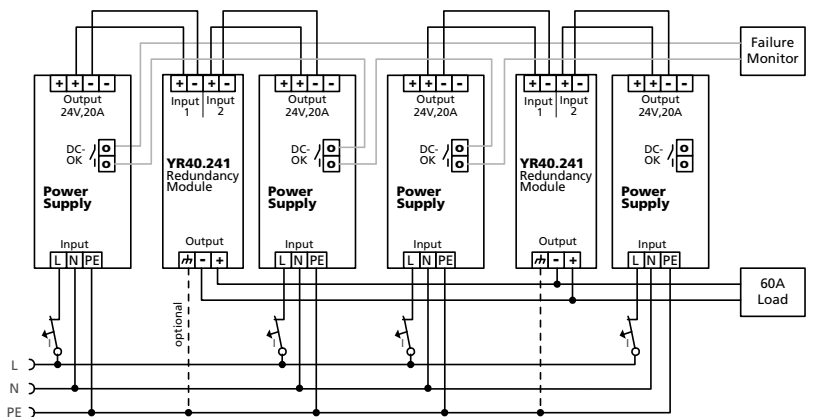 Failure
Monitor
+ + - -
Output
24V,20A
DC-
OK
Power
Supply
Input
L N PE
+ - + -
Input Input
1 2
YR40.241
Redundancy
Module
Output
- +
+ + - -
Output
24V,20A
DC-
OK
Power
Supply
Input
L N PE
+ + - -
Output
24V,20A
DC-
OK
Power
Supply
Input
L N PE
+ - + -
Input Input
1 2
YR40.241
Redundancy
Module
Output
- +
+ + - -
Output
24V,20A
DC-
OK
Power
Supply
Input
L N PE
60A
Load
optional
I
I
I
I
L
N
PE